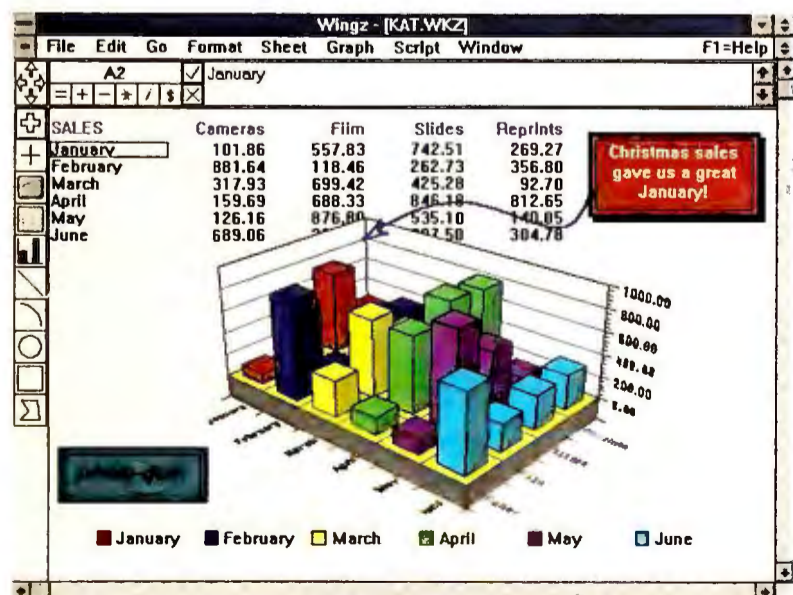 Wingz - [KAT.WKZ]
File Edit Go Format Sheet Graph Script Window F1=Help
A2 January
= + - * / $
SALES Cameras Film Slides Reprints
January 101.86 557.83 742.51 269.27
February 881.64 118.46 262.73 356.80
March 317.93 699.42 425.28 92.70
April 159.69 688.33 846.18 812.65
May 126.16 876.80 535.10 140.05
June 689.06 304.78
Christmas sales
gave us a great
January!
1000.00
800.00
600.00
200.00
January
February
January February March April May June